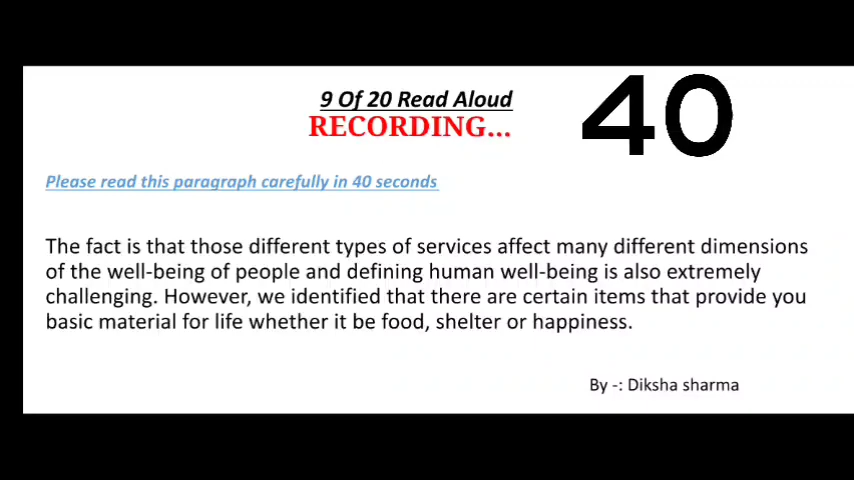 9 Of 20 Read Aloud
40
RECORDING...
Please read this paragraph carefully in 40 seconds
The fact is that those different types of services affect many different dimensions
of the well-being of people and defining human well-being is also extremely
challenging. However, we identified that there are certain items that provide you
basic material for life whether it be food, shelter or happiness.
By -: Diksha sharma